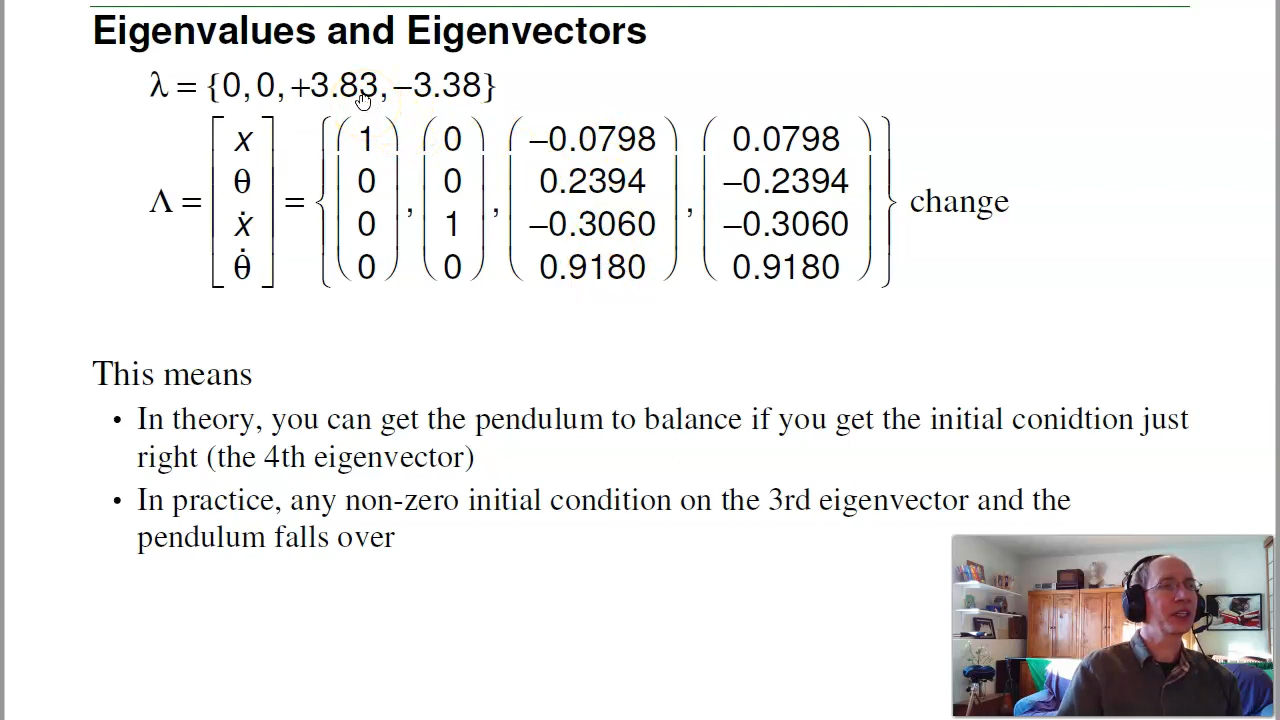 Eigenvalues and Eigenvectors
λ = {0, 0, +3.83, −3.38}
Λ = [x θ ẋ θ̇] = {(1 0 0 0), (0 0 1 0), (−0.0798 0.2394 −0.3060 0.9180), (0.0798 −0.2394 −0.3060 0.9180)} change
This means
• In theory, you can get the pendulum to balance if you get the initial conidtion just
right (the 4th eigenvector)
• In practice, any non-zero initial condition on the 3rd eigenvector and the
pendulum falls over